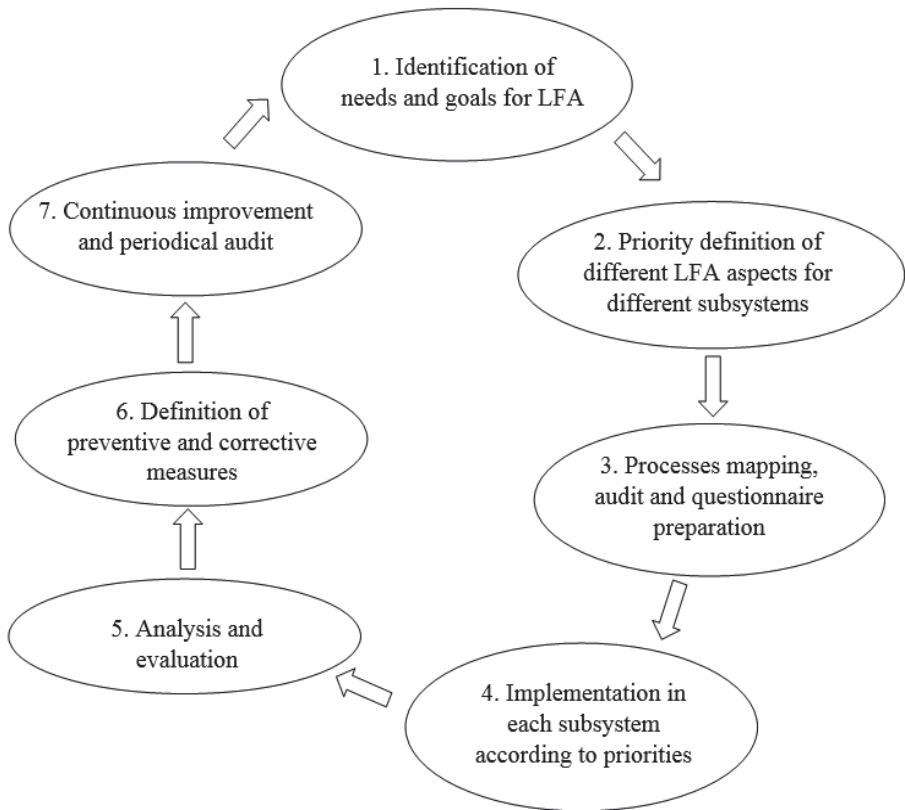 1. Identification of
needs and goals for LFA
2. Priority definition of
different LFA aspects for
different subsystems
3. Processes mapping,
audit and questionnaire
preparation
4. Implementation in
each subsystem
according to priorities
5. Analysis and
evaluation
6. Definition of
preventive and corrective
measures
7. Continuous improvement
and periodical audit